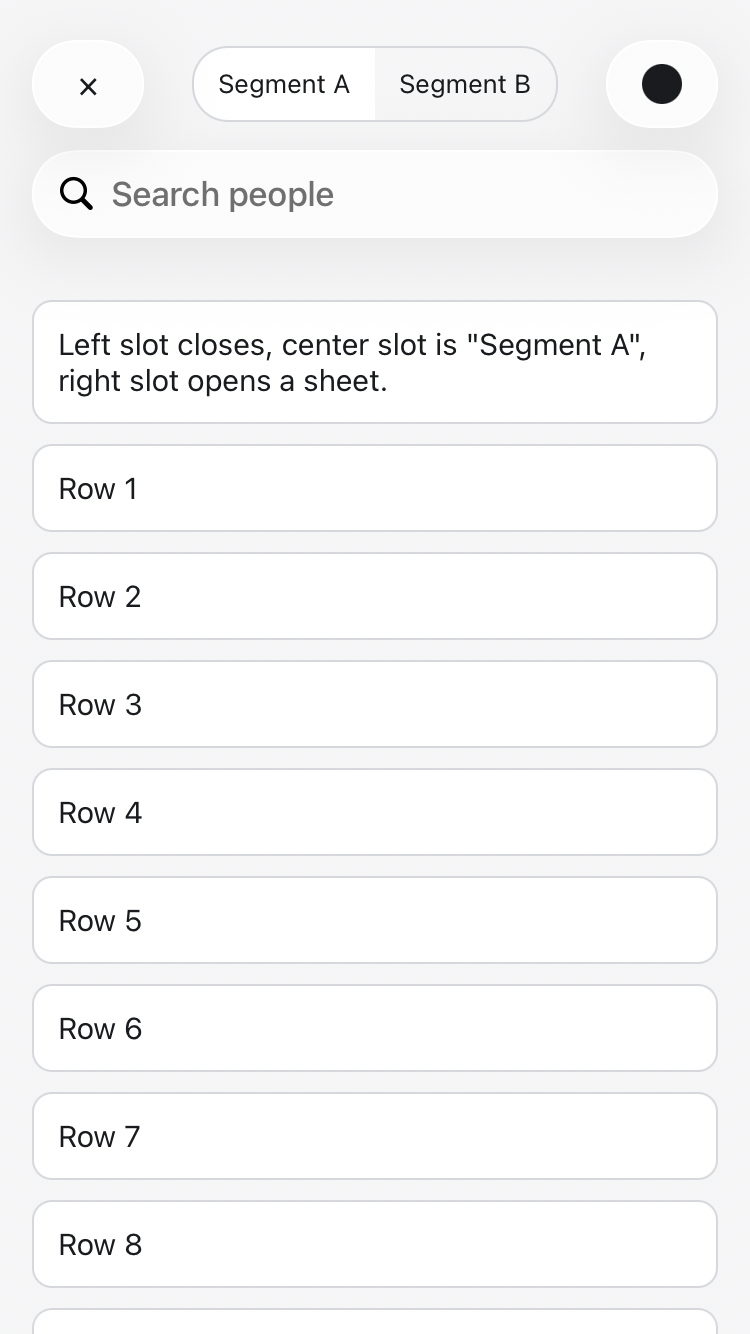 ×
Segment A
Segment B
Search people
Left slot closes, center slot is "Segment A",
right slot opens a sheet.
Row 1
Row 2
Row 3
Row 4
Row 5
Row 6
Row 7
Row 8